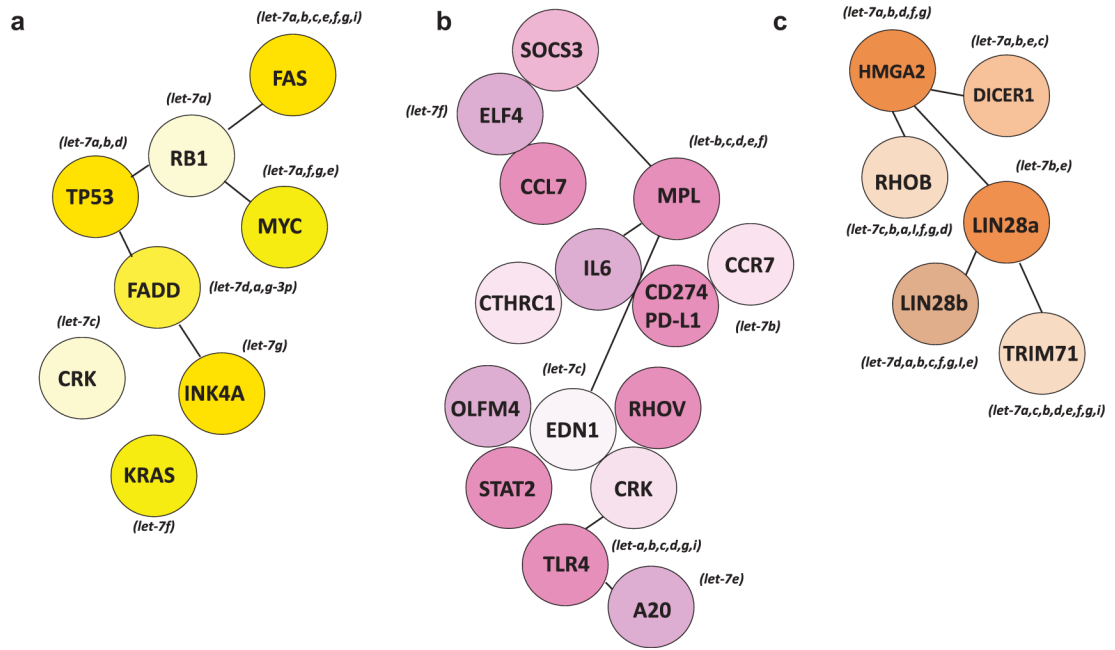 a
(let-7a,b,c,e,f,g,i)
FAS
(let-7a)
RB1
(let-7a,b,d)
TP53
(let-7a,f,g,e)
MYC
FADD
(let-7d,a,g-3p)
(let-7c)
CRK
(let-7g)
INK4A
KRAS
(let-7f)
b
SOCS3
(let-7f)
ELF4
CCL7
(let-b,c,d,e,f)
MPL
IL6
CCR7
CTHRC1
CD274
PD-L1
(let-7b)
(let-7c)
OLFM4
EDN1
RHOV
STAT2
CRK
(let-a,b,c,d,g,i)
TLR4
(let-7e)
A20
c
(let-7a,b,d,f,g)
HMGA2
(let-7a,b,e,c)
DICER1
RHOB
(let-7b,e)
(let-7c,b,a,I,f,g,d)
LIN28a
LIN28b
(let-7d,a,b,c,f,g,I,e)
TRIM71
(let-7a,c,b,d,e,f,g,i)